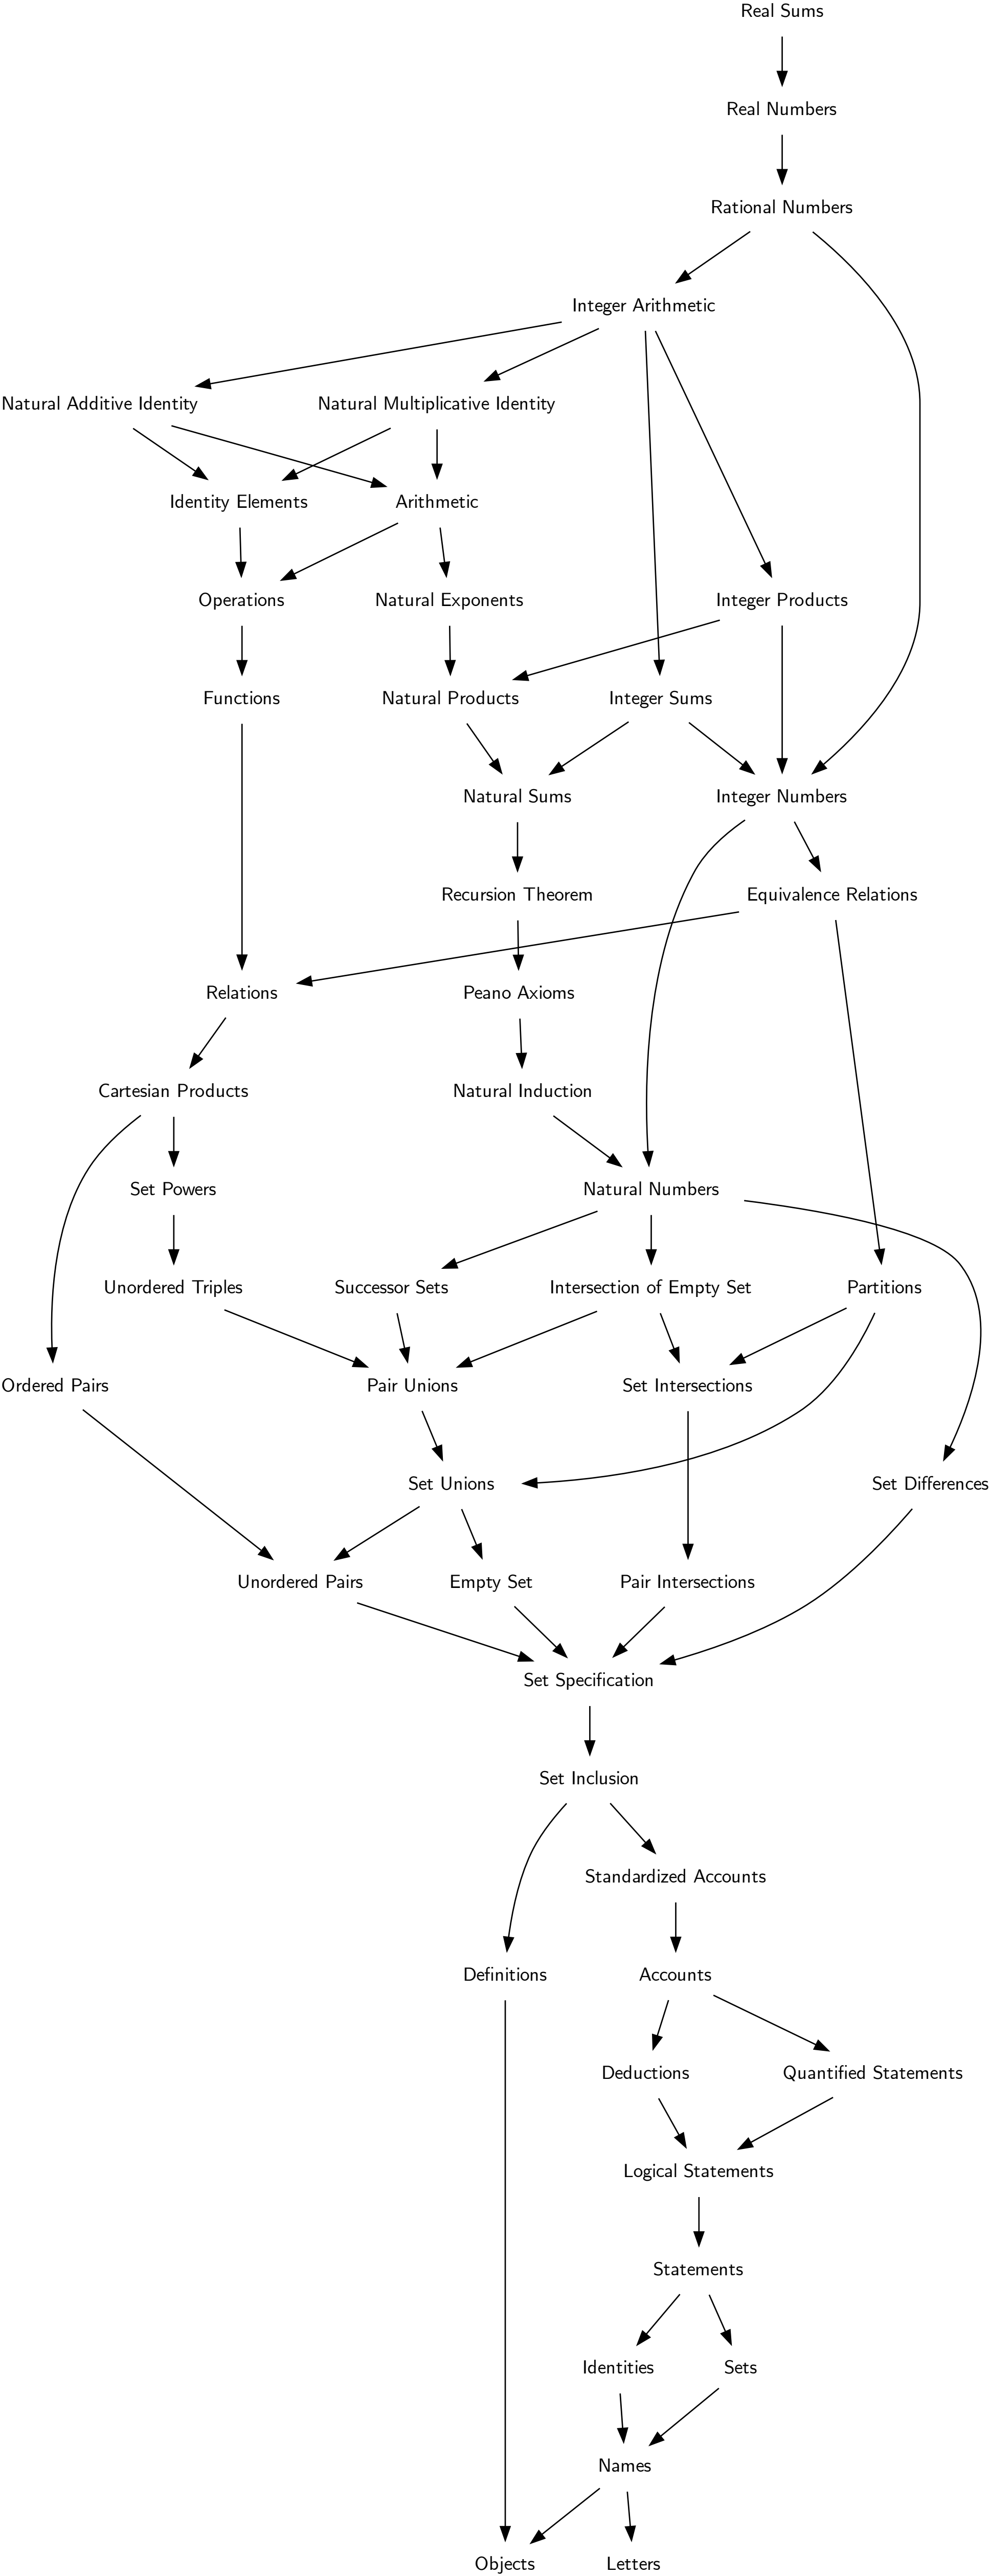 Real Sums
Real Numbers
Rational Numbers
Integer Arithmetic
Natural Additive Identity
Natural Multiplicative Identity
Identity Elements
Arithmetic
Operations
Natural Exponents
Integer Products
Functions
Natural Products
Integer Sums
Natural Sums
Integer Numbers
Recursion Theorem
Equivalence Relations
Relations
Peano Axioms
Cartesian Products
Natural Induction
Set Powers
Natural Numbers
Unordered Triples
Successor Sets
Intersection of Empty Set
Partitions
Ordered Pairs
Pair Unions
Set Intersections
Set Unions
Set Differences
Unordered Pairs
Empty Set
Pair Intersections
Set Specification
Set Inclusion
Standardized Accounts
Definitions
Accounts
Deductions
Quantified Statements
Logical Statements
Statements
Identities
Sets
Names
Objects
Letters